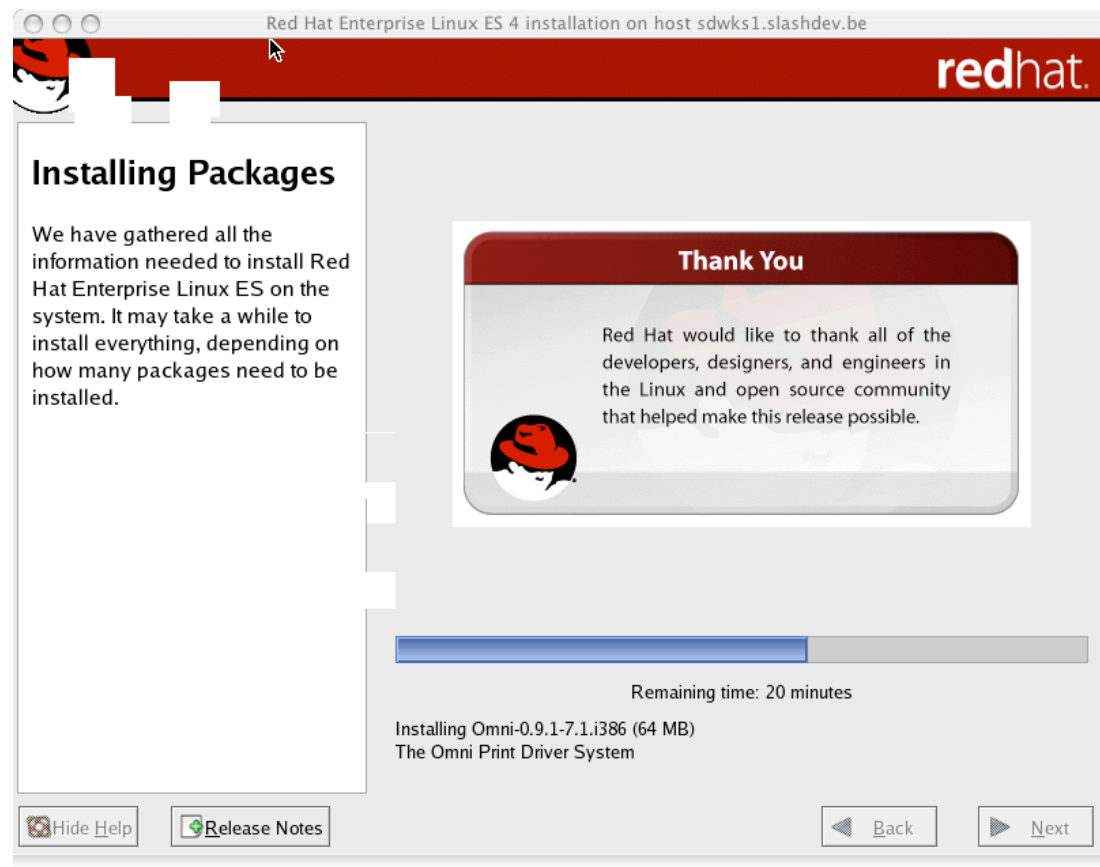 Red Hat Enterprise Linux ES 4 installation on host sdwks1.slashdev.be
redhat.
Installing Packages
We have gathered all the
information needed to install Red
Hat Enterprise Linux ES on the
system. It may take a while to
install everything, depending on
how many packages need to be
installed.
Thank You
Red Hat would like to thank all of the
developers, designers, and engineers in
the Linux and open source community
that helped make this release possible.
Remaining time: 20 minutes
Installing Omni-0.9.1-7.1.i386 (64 MB)
The Omni Print Driver System
Hide Help
Release Notes
Back
Next